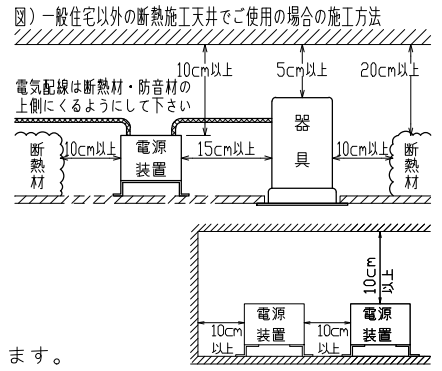 図）一般住宅以外の断熱施工天井でご使用の場合の施工方法
10cm以上
5cm以上
20cm以上
電気配線は断熱材・防音材の
上側にくるようにして下さい
断熱材
10cm以上
電源
装置
15cm以上
器具
10cm以上
断熱材
10cm
以上
10cm
以上
電源
装置
10cm
以上
電源
装置
ます。